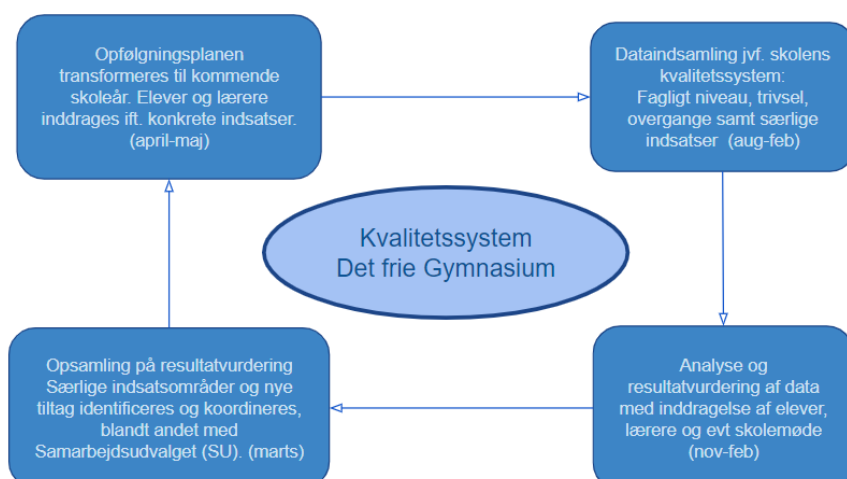 Opfølgningsplanen
transformeres til kommende
skoleår. Elever og lærere
inddrages ift. konkrete indsatser.
(april-maj)
Dataindsamling jvf. skolens
kvalitetssystem:
Fagligt niveau, trivsel,
overgange samt særlige
indsatser (aug-feb)
Kvalitetssystem
Det frie Gymnasium
Opsamling på resultatvurdering
Særlige indsatsområder og nye
tiltag identificeres og koordineres,
blandt andet med
Samarbejdsudvalget (SU). (marts)
Analyse og
resultatvurdering af data
med inddragelse af elever,
lærere og evt skolemøde
(nov-feb)